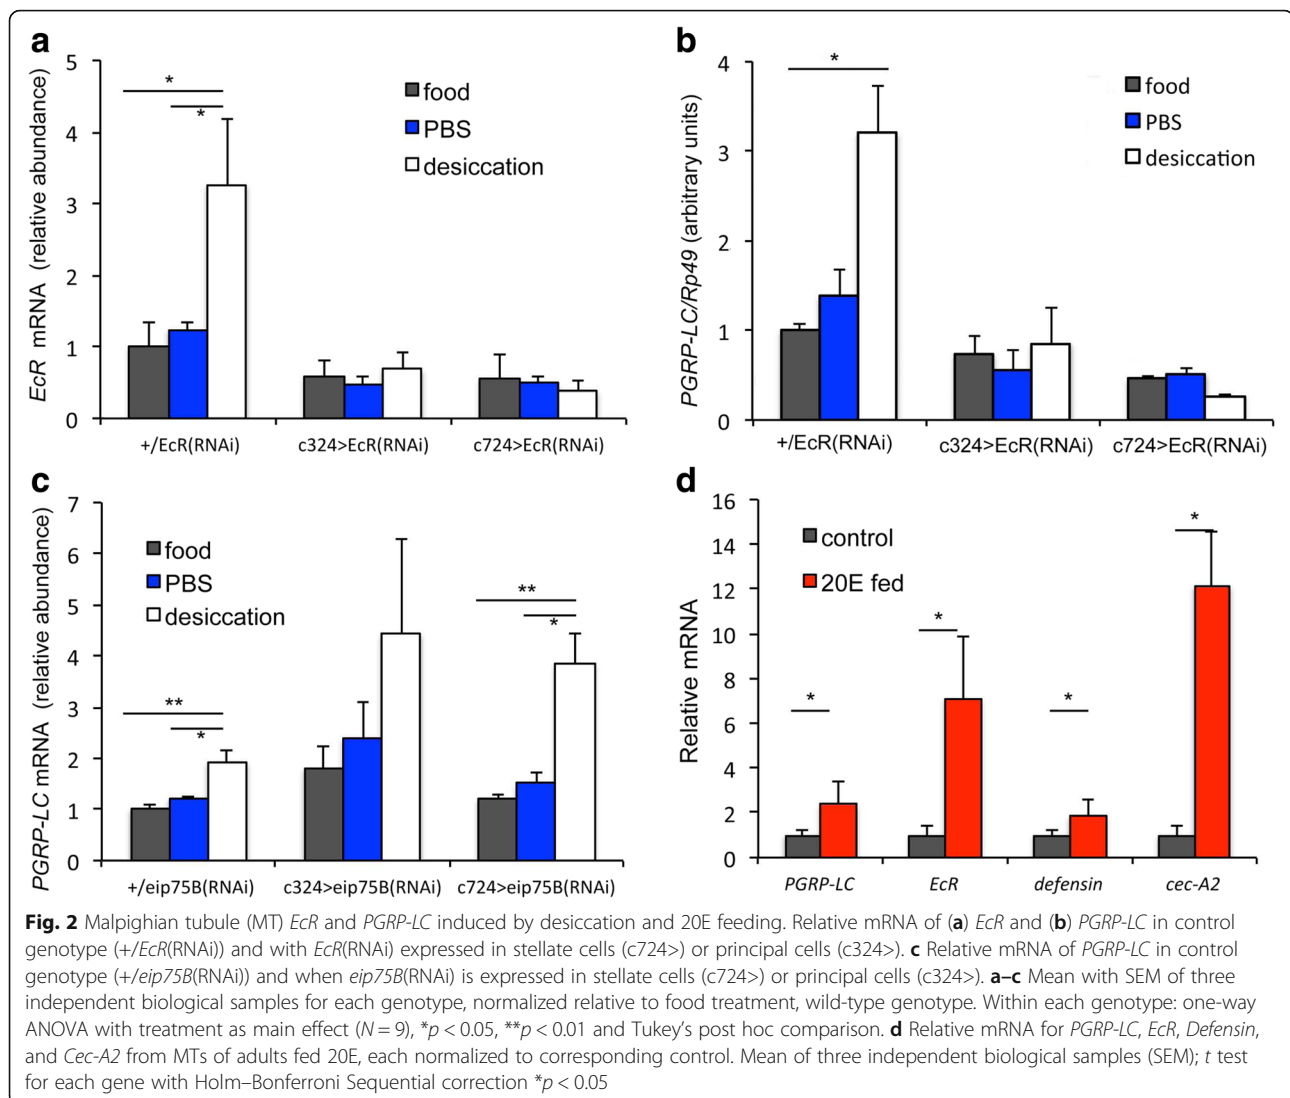 a
EcR mRNA (relative abundance)
5
4
3
2
1
0
*
*
food
PBS
desiccation
+/EcR(RNAi)
c324>EcR(RNAi)
c724>EcR(RNAi)
b
PGRP-LC/Rp49 (arbitrary units)
4
3
2
1
0
*
food
PBS
desiccation
+/EcR(RNAi)
c324>EcR(RNAi)
c724>EcR(RNAi)
c
PGRP-LC mRNA (relative abundance)
7
6
5
4
3
2
1
0
food
PBS
desiccation
**
*
**
*
+/eip75B(RNAi)
c324>eip75B(RNAi)
c724>eip75B(RNAi)
d
Relative mRNA
16
14
12
10
8
6
4
2
0
control
20E fed
*
*
*
*
PGRP-LC
EcR
defensin
cec-A2
Fig. 2 Malpighian tubule (MT) EcR and PGRP-LC induced by desiccation and 20E feeding. Relative mRNA of (a) EcR and (b) PGRP-LC in control
genotype (+/EcR(RNAi)) and with EcR(RNAi) expressed in stellate cells (c724>) or principal cells (c324>). c Relative mRNA of PGRP-LC in control
genotype (+/eip75B(RNAi)) and when eip75B(RNAi) is expressed in stellate cells (c724>) or principal cells (c324>). a–c Mean with SEM of three
independent biological samples for each genotype, normalized relative to food treatment, wild-type genotype. Within each genotype: one-way
ANOVA with treatment as main effect (N = 9), *p < 0.05, **p < 0.01 and Tukey's post hoc comparison. d Relative mRNA for PGRP-LC, EcR, Defensin,
and Cec-A2 from MTs of adults fed 20E, each normalized to corresponding control. Mean of three independent biological samples (SEM); t test
for each gene with Holm–Bonferroni Sequential correction *p < 0.05